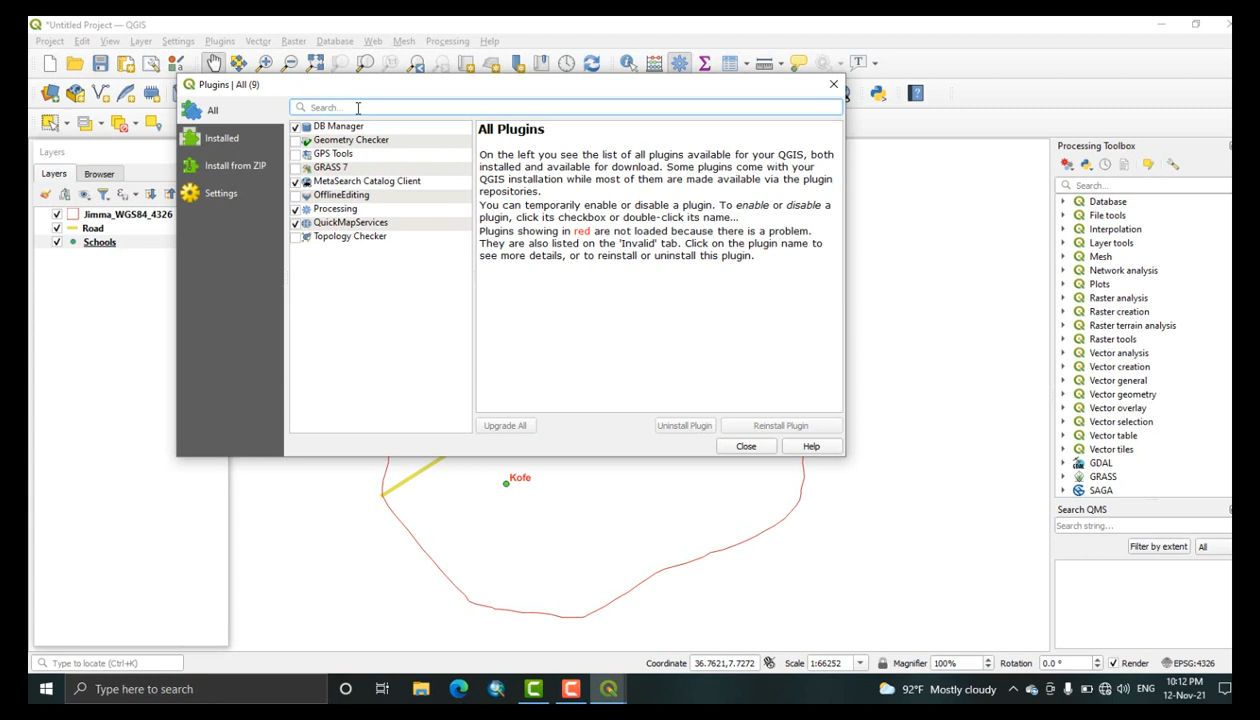 *Untitled Project — QGIS
Project Edit View Layer Settings Plugins Vector Raster Database Web Mesh Processing Help
Plugins | All (9)
All
Installed
Install from ZIP
Settings
Search...
DB Manager
Geometry Checker
GPS Tools
GRASS 7
MetaSearch Catalog Client
OfflineEditing
Processing
QuickMapServices
Topology Checker
All Plugins
On the left you see the list of all plugins available for your QGIS, both
installed and available for download. Some plugins come with your
QGIS installation while most of them are made available via the plugin
repositories.
You can temporarily enable or disable a plugin. To enable or disable a
plugin, click its checkbox or double-click its name...
Plugins showing in red are not loaded because there is a problem.
They are also listed on the 'Invalid' tab. Click on the plugin name to
see more details, or to reinstall or uninstall this plugin.
Upgrade All Uninstall Plugin Reinstall Plugin
Close Help
Layers
Layers Browser
Jimma_WGS84_4326
Road
Schools
Kofe
Processing Toolbox
Search...
Database
File tools
Interpolation
Layer tools
Mesh
Network analysis
Plots
Raster analysis
Raster creation
Raster terrain analysis
Raster tools
Vector analysis
Vector creation
Vector general
Vector geometry
Vector overlay
Vector selection
Vector table
Vector tiles
GDAL
GRASS
SAGA
Search QMS
Search string...
Filter by extent All
Type to locate (Ctrl+K) Coordinate 36.7621,7.7272 Scale 1:66252 Magnifier 100% Rotation 0.0 ° Render EPSG:4326
Type here to search 92°F Mostly cloudy ENG 10:12 PM
12-Nov-21